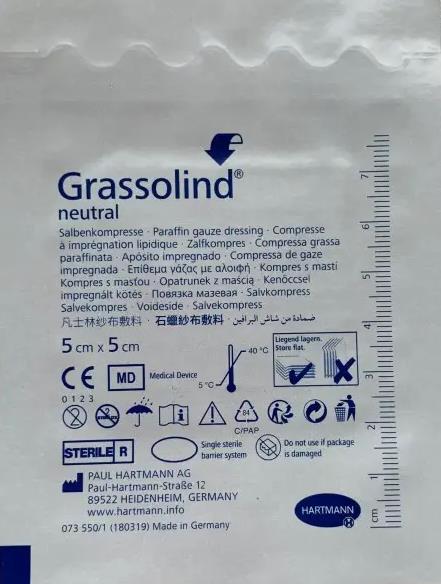 Grassolind®
neutral
Salbenkompresse · Paraffin gauze dressing · Compresse
à imprégnation lipidique · Zalfkompres · Compressa grassa
paraffinata · Apósito impregnado · Compressa de gaze
impregnada · Επίθεμα γάζας με αλοιφή · Kompres s mastí
Kompres s masťou · Opatrunek z maścią · Kenőccsel
impregnált kötés · Повязка мазевая · Salvkompress
Salvekompres · Voideside · Salvekompress
凡士林纱布敷料 · 石蠟紗布敷料 · ضمادة من شاش البرافين
5 cm x 5 cm
CE
0123
MD
Medical Device
5 °C
40 °C
Liegend lagern.
Store flat.
2
STERILIZE
i
84
C/PAP
STERILE R
Single sterile
barrier system
Do not use if package
is damaged
PAUL HARTMANN AG
Paul-Hartmann-Straße 12
89522 HEIDENHEIM, GERMANY
www.hartmann.info
073 550/1 (180319) Made in Germany
HARTMANN
H
7
6
5
4
3
2
1
cm